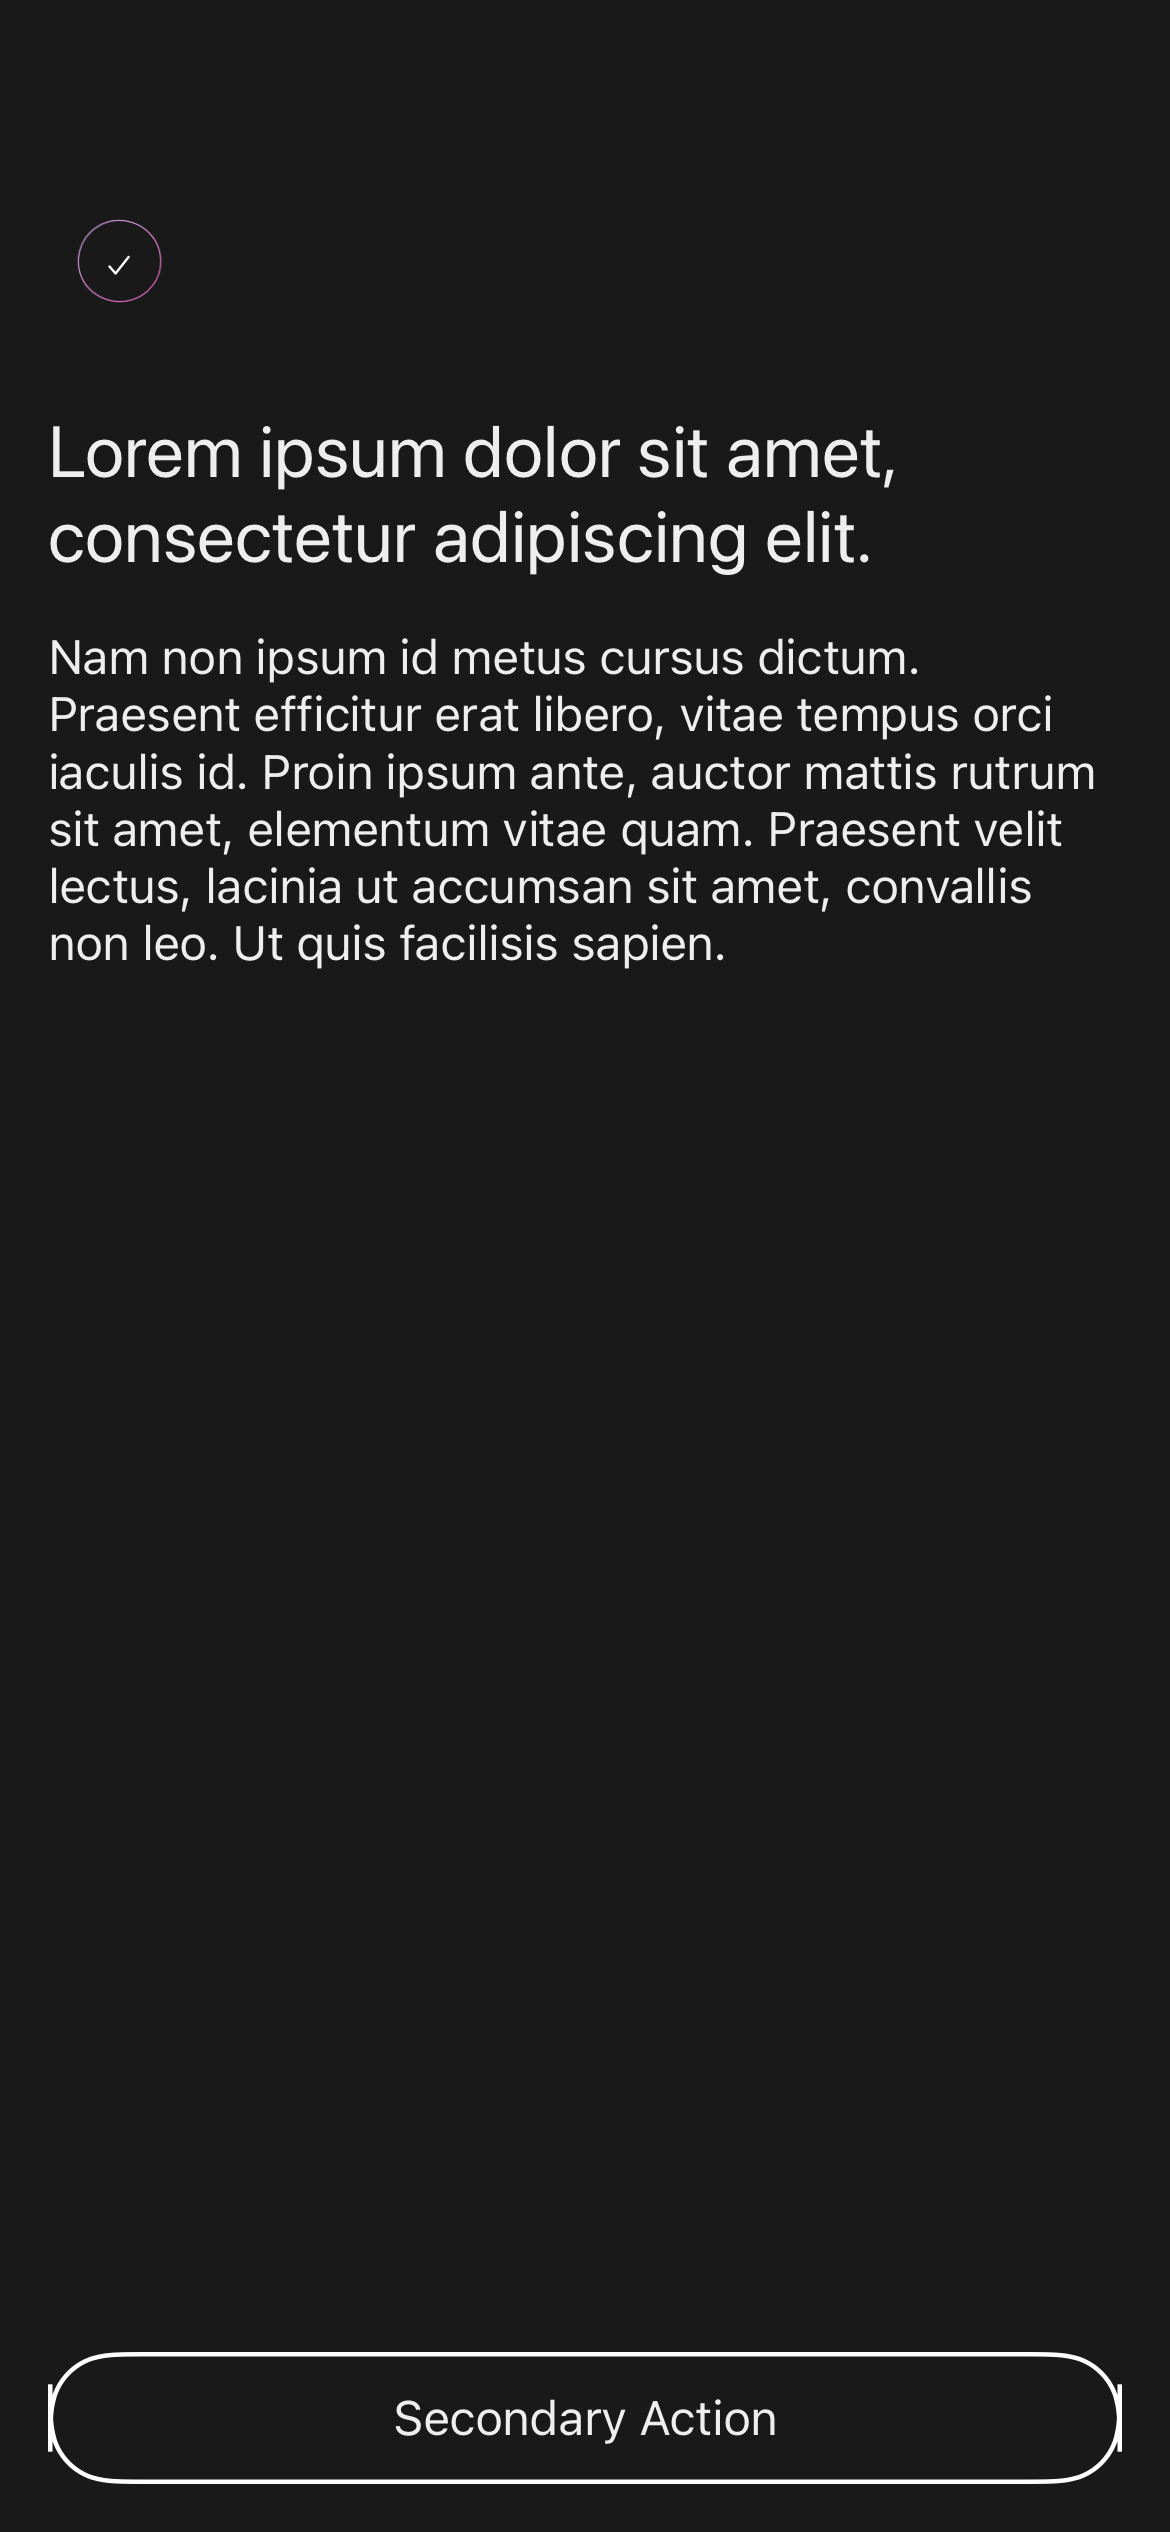 Lorem ipsum dolor sit amet,
consectetur adipiscing elit.
Nam non ipsum id metus cursus dictum.
Praesent efficitur erat libero, vitae tempus orci
iaculis id. Proin ipsum ante, auctor mattis rutrum
sit amet, elementum vitae quam. Praesent velit
lectus, lacinia ut accumsan sit amet, convallis
non leo. Ut quis facilisis sapien.
Secondary Action